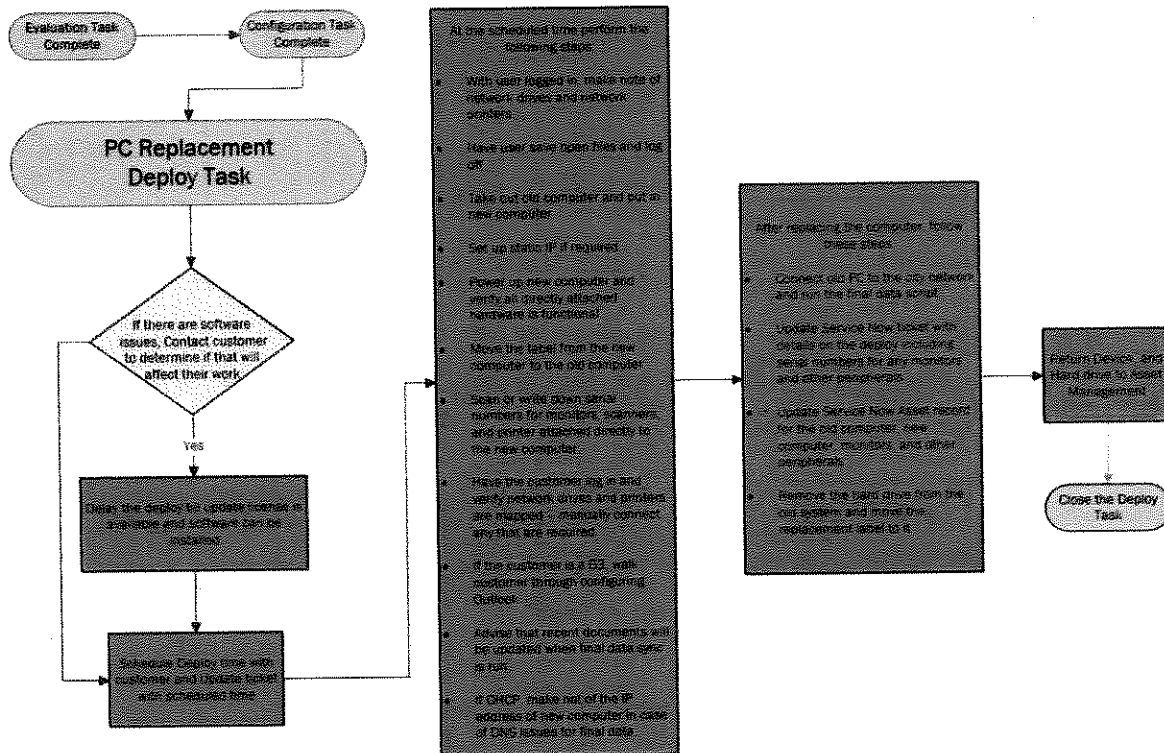 Evaluation Task
Complete
Configuration Task
Complete
PC Replacement
Deploy Task
If there are software
issues, Contact customer
to determine if that will
affect their work
Yes
Delay the deploy till update license is
available and software can be
installed
Schedule Deploy time with
customer and Update ticket
with scheduled time
At the scheduled time perform the
following steps
• With user logged in, make note of
network drives and network
printers
• Have user save open files and log
off
• Take out old computer and put in
new computer
• Set up static IP if required
• Power up new computer and
verify all directly attached
hardware is functional
• Move the label from the new
computer to the old computer
• Scan or write down serial
numbers for monitors, scanners,
and printer attached directly to
the new computer
• Have the customer log in and
verify network drives and printers
are mapped – manually connect
any that are required
• If the customer is a walk
customer through configuring
Outlook
• Advise that recent documents will
be updated when final data sync
is run
• If make not of the IP
address of new computer in case
of DNS issues for final data
After replacing the computer, follow
these steps
• Connect old PC to the city network
and run the final data script
• Update Service Now ticket with
details on the deploy including
serial numbers for any monitors
and other peripherals
• Update Service Now Asset record
for the old computer, new
computer, monitors, and other
peripherals
• Remove the hard drive from the
old system and move the
replacement label to it
Return Device, and
Hard drive to Asset
Management
Close the Deploy
Task